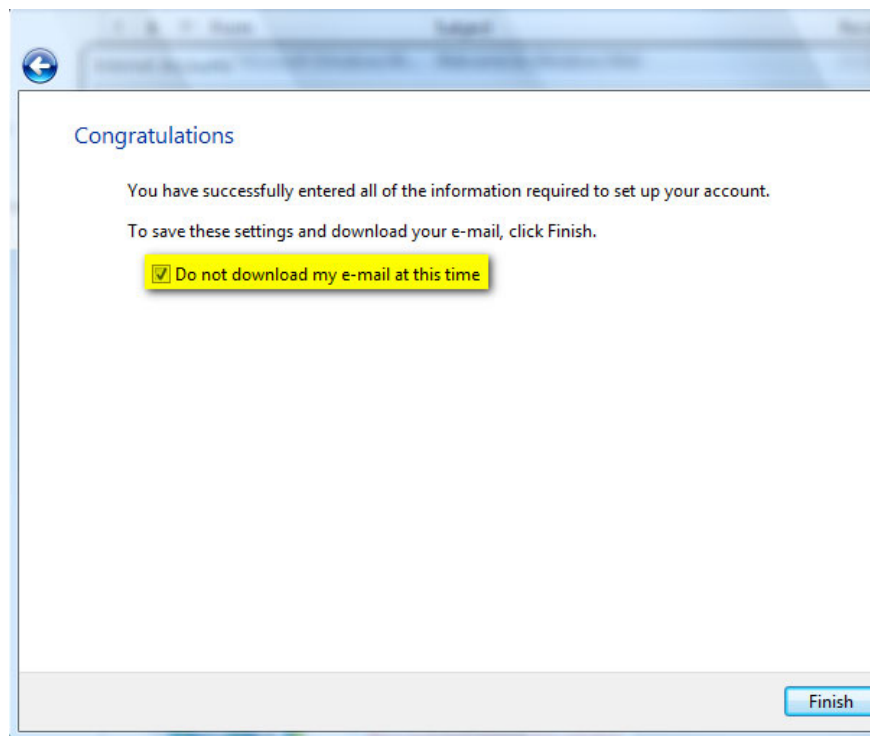 Congratulations
You have successfully entered all of the information required to set up your account.
To save these settings and download your e-mail, click Finish.
Do not download my e-mail at this time
Finish